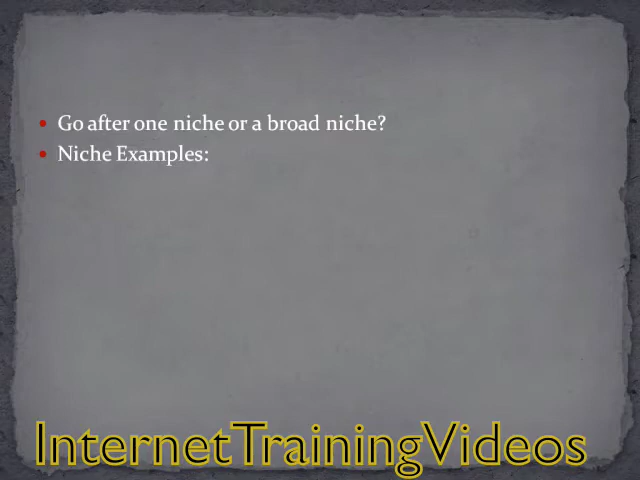 Go after one niche or a broad niche?
Niche Examples:
InternetTrainingVideos